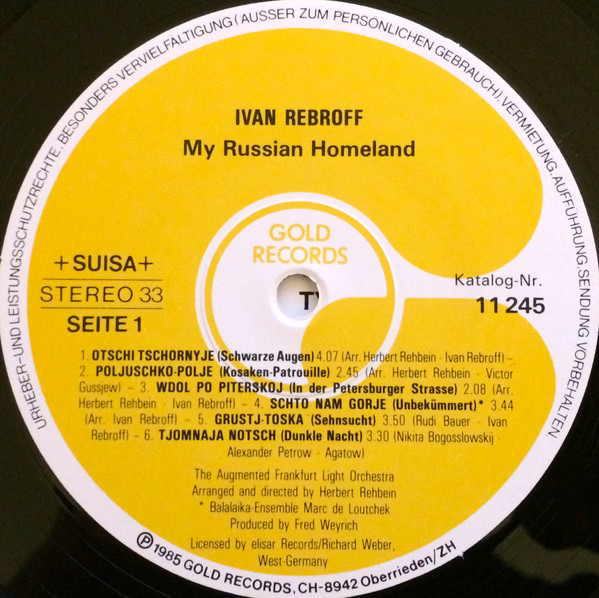 URHEBER- UND LEISTUNGSSCHUTZRECHTE, BESONDERS VERVIELFÄLTIGUNG (AUSSER ZUM PERSÖNLICHEN GEBRAUCH), VERMIETUNG, AUFFÜHRUNG, SENDUNG VORBEHALTEN
IVAN REBROFF
My Russian Homeland
GOLD
RECORDS
+SUISA+
STEREO 33
SEITE 1
Katalog-Nr.
11 245
1. OTSCHI TSCHORNYJE (Schwarze Augen) 4.07 (Arr. Herbert Rehbein - Ivan Rebroff) –
2. POLJUSCHKO-POLJE (Kosaken-Patrouille) 2.45 (Arr. Herbert Rehbein - Victor
Gussjew) – 3. WDOL PO PITERSKOJ (In der Petersburger Strasse) 2.08 (Arr.
Herbert Rehbein - Ivan Rebroff) – 4. SCHTO NAM GORJE (Unbekümmert)* 3.44
(Arr. Ivan Rebroff) – 5. GRUSTJ-TOSKA (Sehnsucht) 3.50 (Rudi Bauer - Ivan
Rebroff) – 6. TJOMNAJA NOTSCH (Dunkle Nacht) 3.30 (Nikita Bogosslowskij -
Alexander Petrow - Agatow)
The Augmented Frankfurt Light Orchestra
Arranged and directed by Herbert Rehbein
* Balalaika-Ensemble Marc de Loutchek
Produced by Fred Weyrich
Licensed by elisar Records/Richard Weber,
West-Germany
Ⓟ 1985 GOLD RECORDS, CH-8942 Oberrieden/ZH